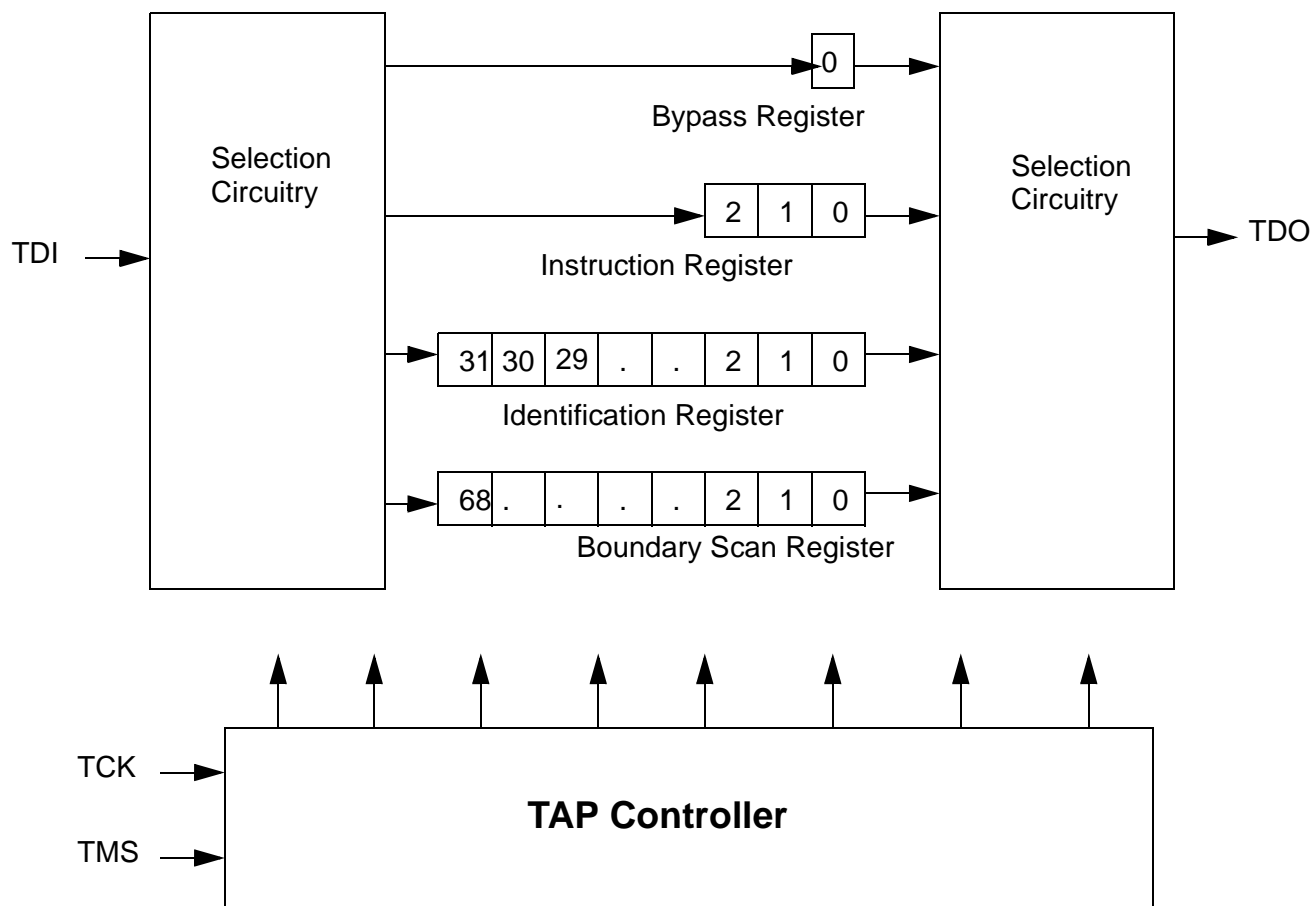 0
Bypass Register
Selection
Circuitry
Selection
Circuitry
2 1 0
TDI
TDO
Instruction Register
31 30 29 . . 2 1 0
Identification Register
68 . . . . 2 1 0
Boundary Scan Register
TCK
TAP Controller
TMS